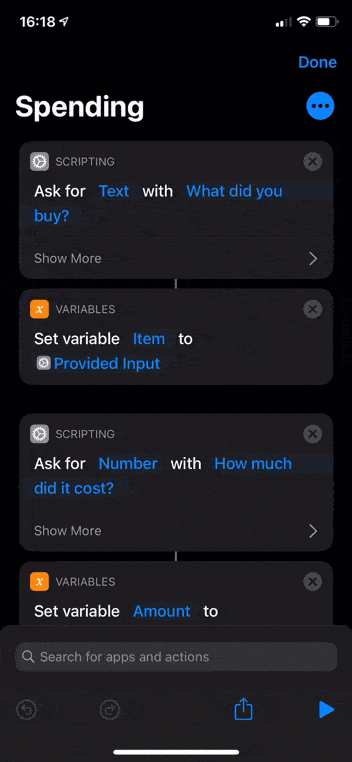 16:18
Done
Spending
SCRIPTING
Ask for Text with What did you
buy?
Show More
VARIABLES
Set variable Item to
Provided Input
SCRIPTING
Ask for Number with How much
did it cost?
Show More
VARIABLES
Set variable Amount to
Search for apps and actions